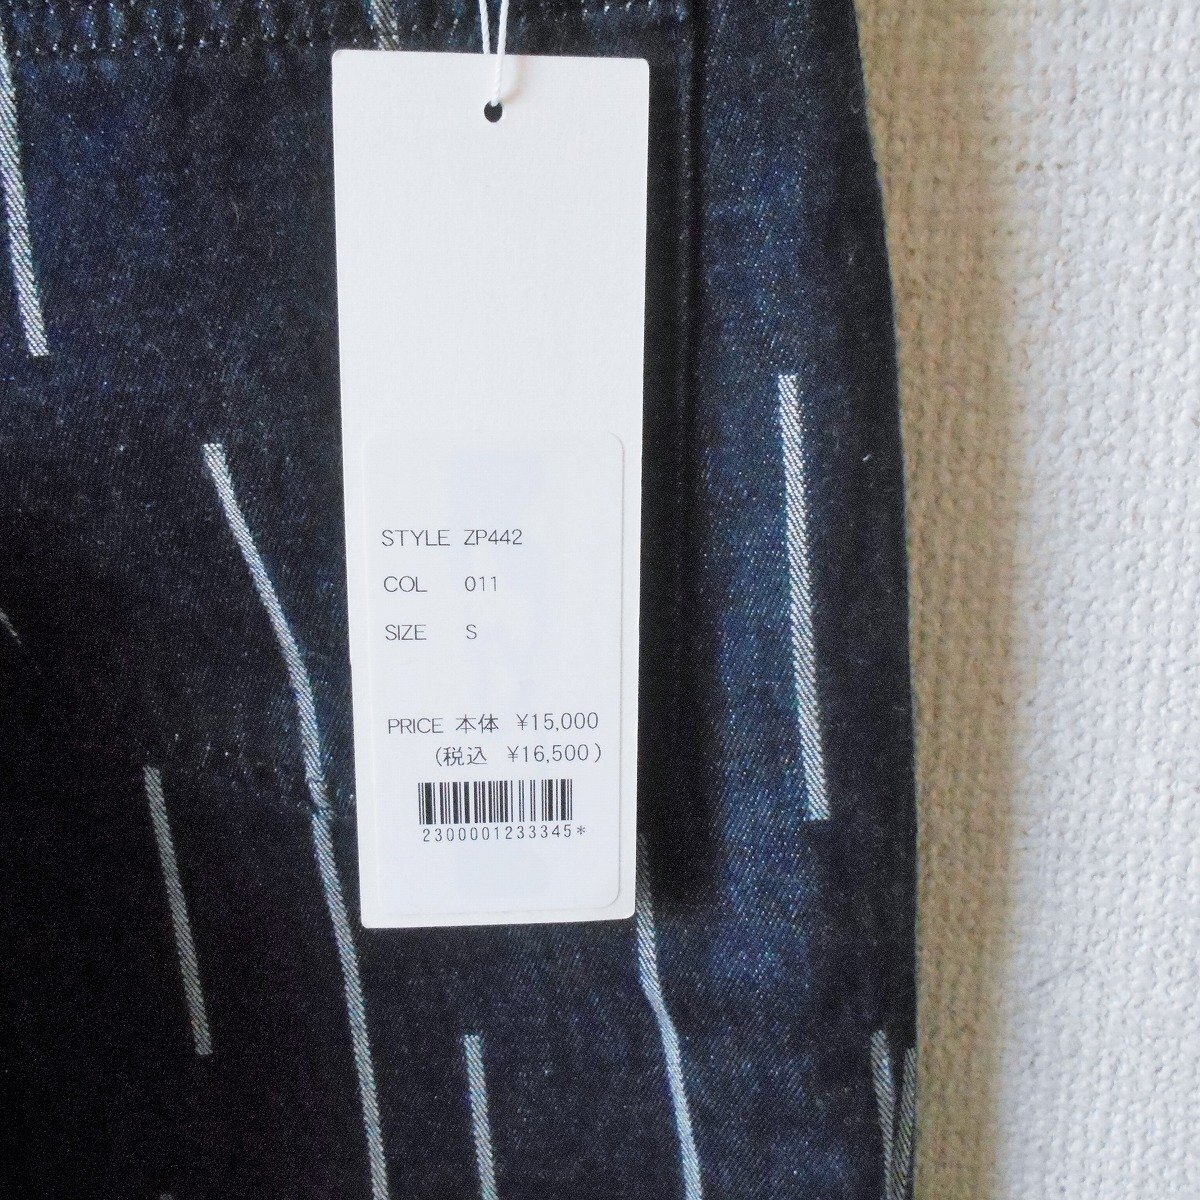 STYLE ZP442
COL 011
SIZE S
PRICE 本体 ¥15,000
(税込 ¥16,500)
2300001233345*